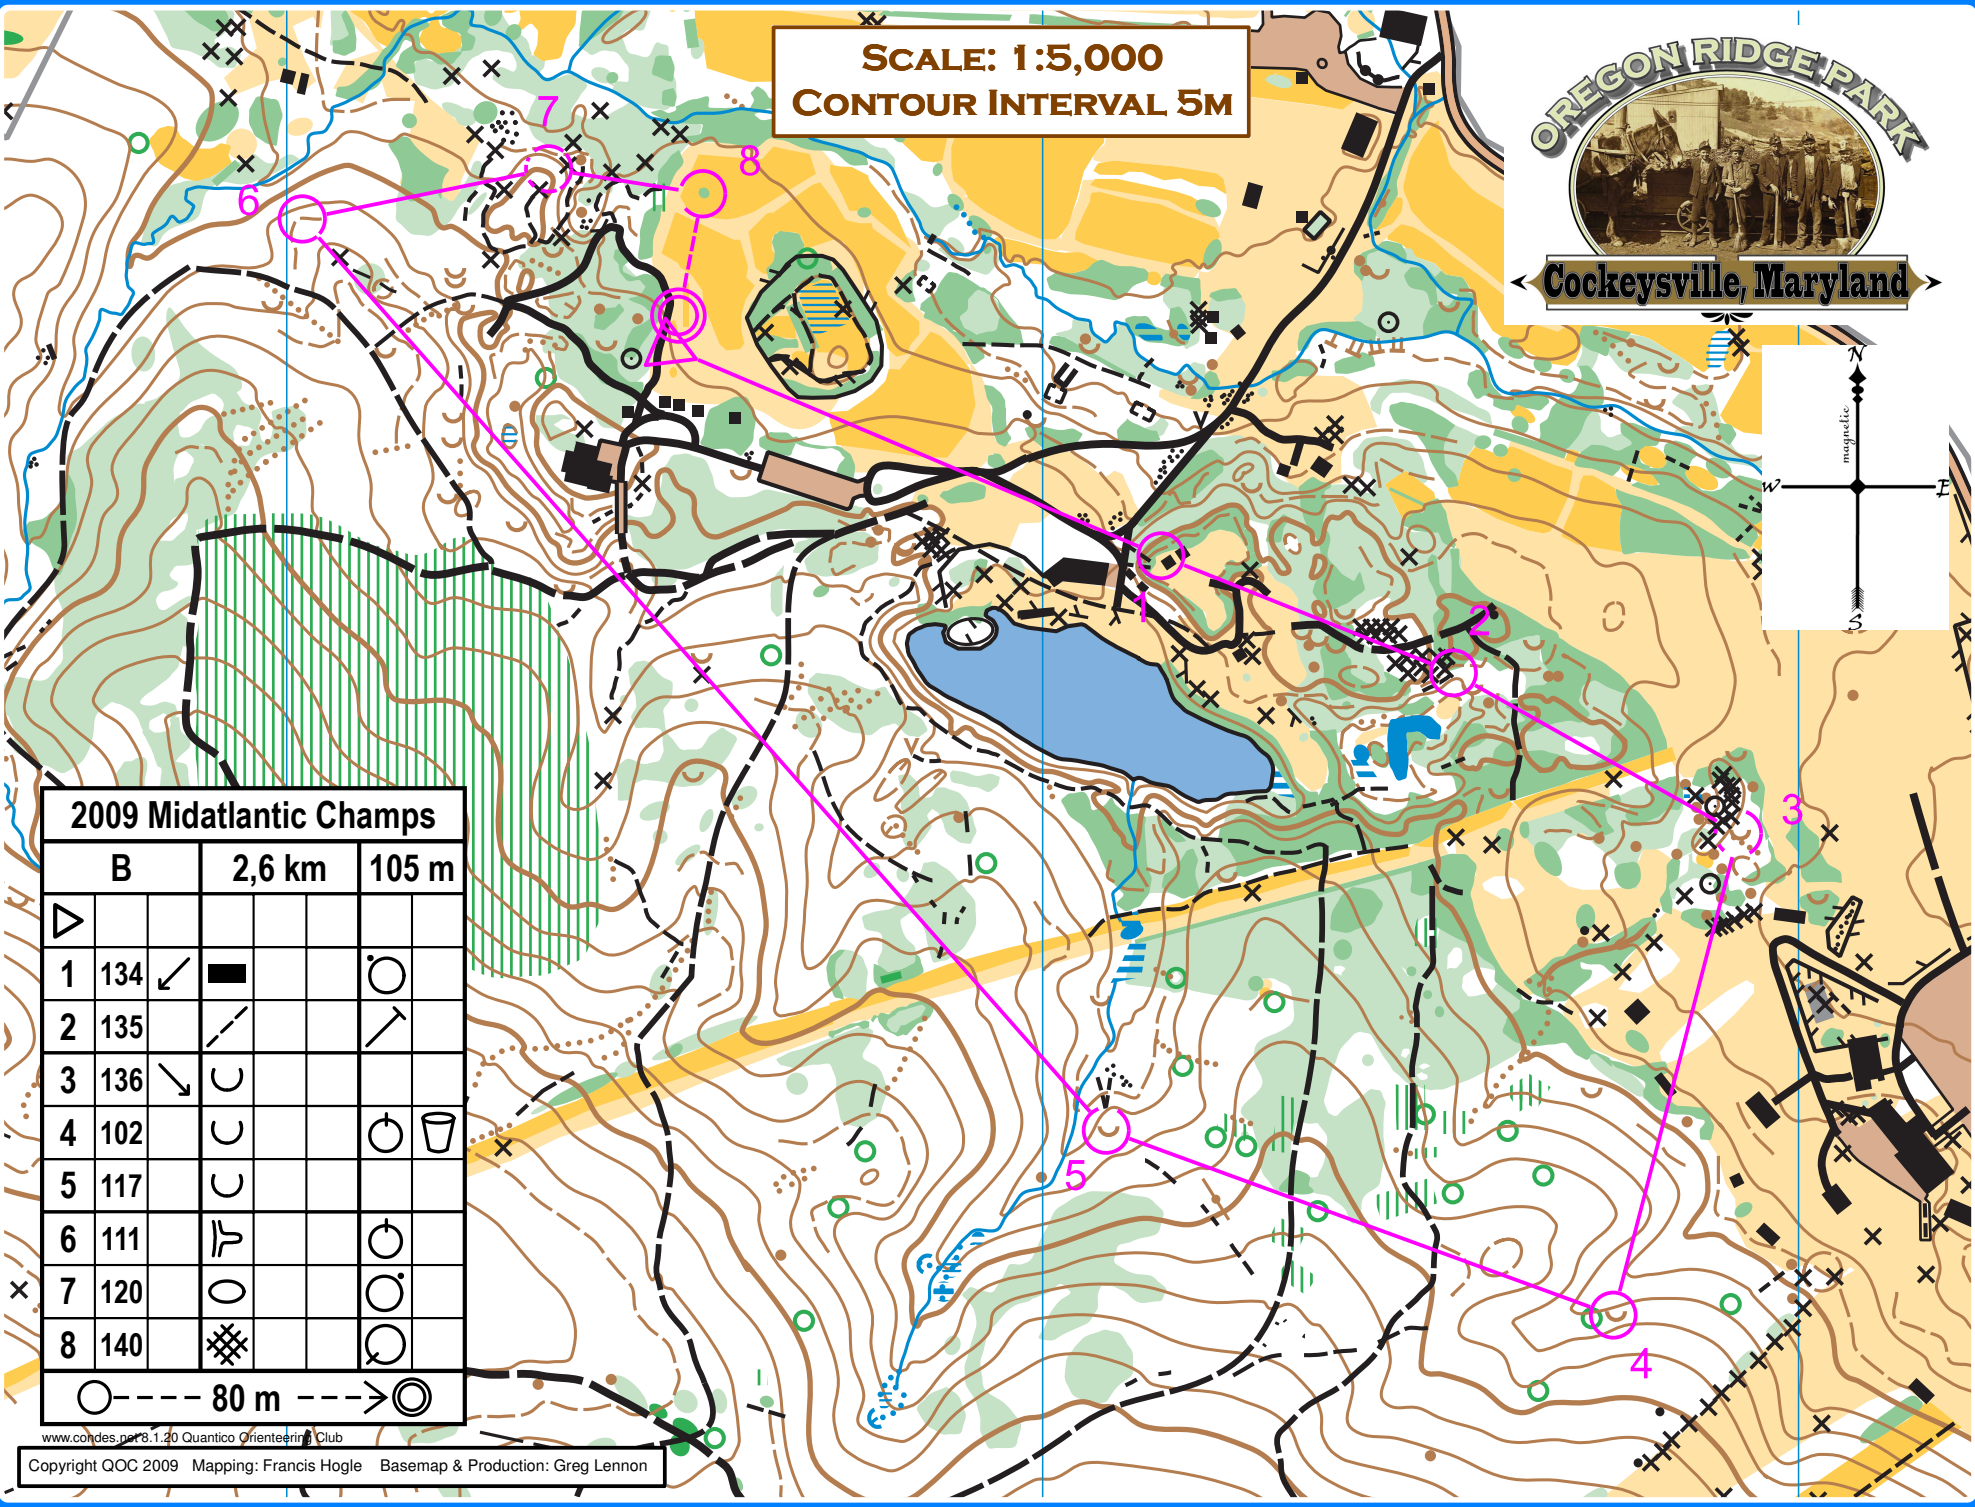 SCALE: 1:5,000
CONTOUR INTERVAL 5M
OREGON RIDGE PARK
Cockeysville, Maryland
N
magnetic
W
E
S
7
8
6
1
2
3
5
4
2009 Midatlantic Champs
B 2,6 km 105 m
1 134
2 135
3 136
4 102
5 117
6 111
7 120
8 140
80 m
www.condes.net 8.1.20 Quantico Orienteering Club
Copyright QOC 2009 Mapping: Francis Hogle Basemap & Production: Greg Lennon